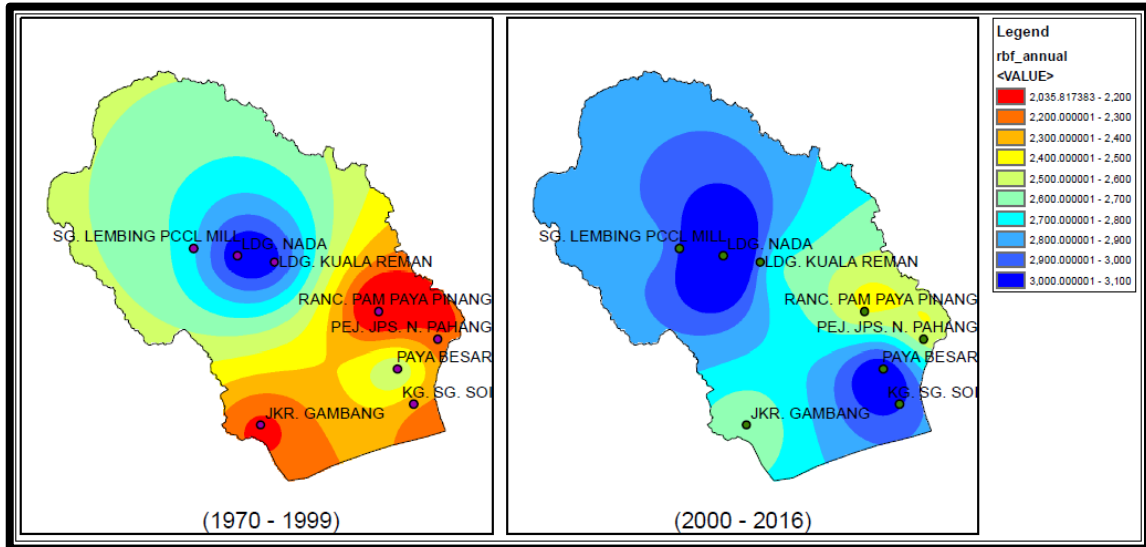 SG. LEMBING PCCL MILL
LDG. NADA
LDG. KUALA REMAN
RANC. PAM PAYA PINANG
PEJ. JPS. N. PAHANG
PAYA BESAR
KG. SG. SOI
JKR. GAMBANG
(1970 - 1999)
SG. LEMBING PCCL MILL
LDG. NADA
LDG. KUALA REMAN
RANC. PAM PAYA PINANG
PEJ. JPS. N. PAHANG
PAYA BESAR
KG. SG. SOI
JKR. GAMBANG
(2000 - 2016)
Legend
rbf_annual
<VALUE>
2,035.817383 - 2,200
2,200.000001 - 2,300
2,300.000001 - 2,400
2,400.000001 - 2,500
2,500.000001 - 2,600
2,600.000001 - 2,700
2,700.000001 - 2,800
2,800.000001 - 2,900
2,900.000001 - 3,000
3,000.000001 - 3,100